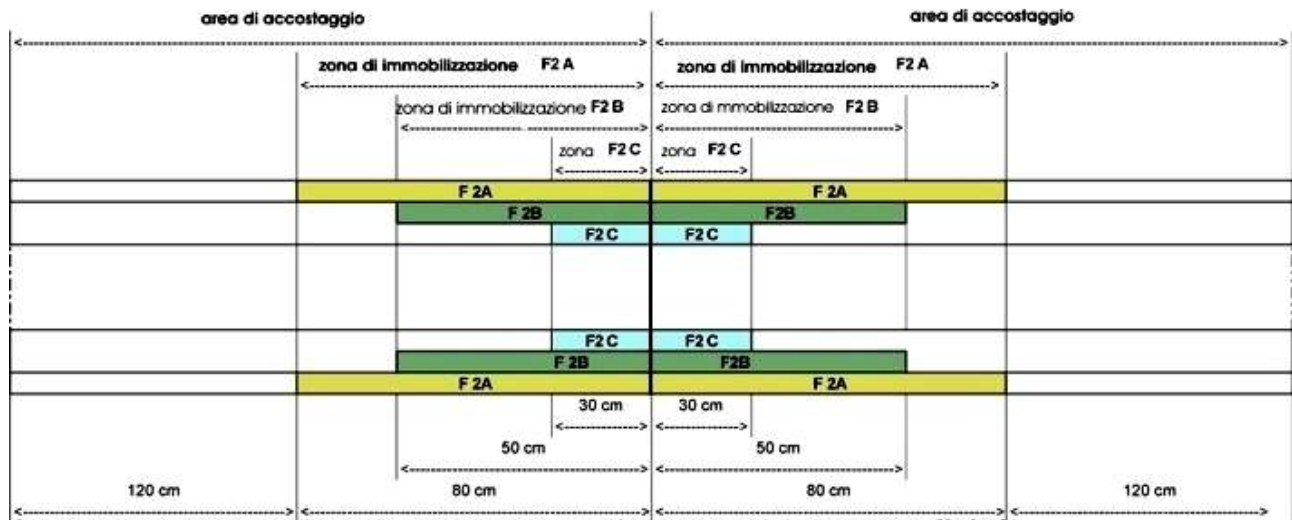 area di accostaggio area di accostaggio
zona di immobilizzazione F2 A zona di immobilizzazione F2 A
zona di immobilizzazione F2 B zona di mmobilizzazione F2 B
zona F2 C zona F2 C
F 2A F 2A
F 2B F2B
F2 C F2 C
F2 C F2 C
F 2B F2B
F 2A F 2A
30 cm 30 cm
50 cm 50 cm
120 cm 80 cm 80 cm 120 cm